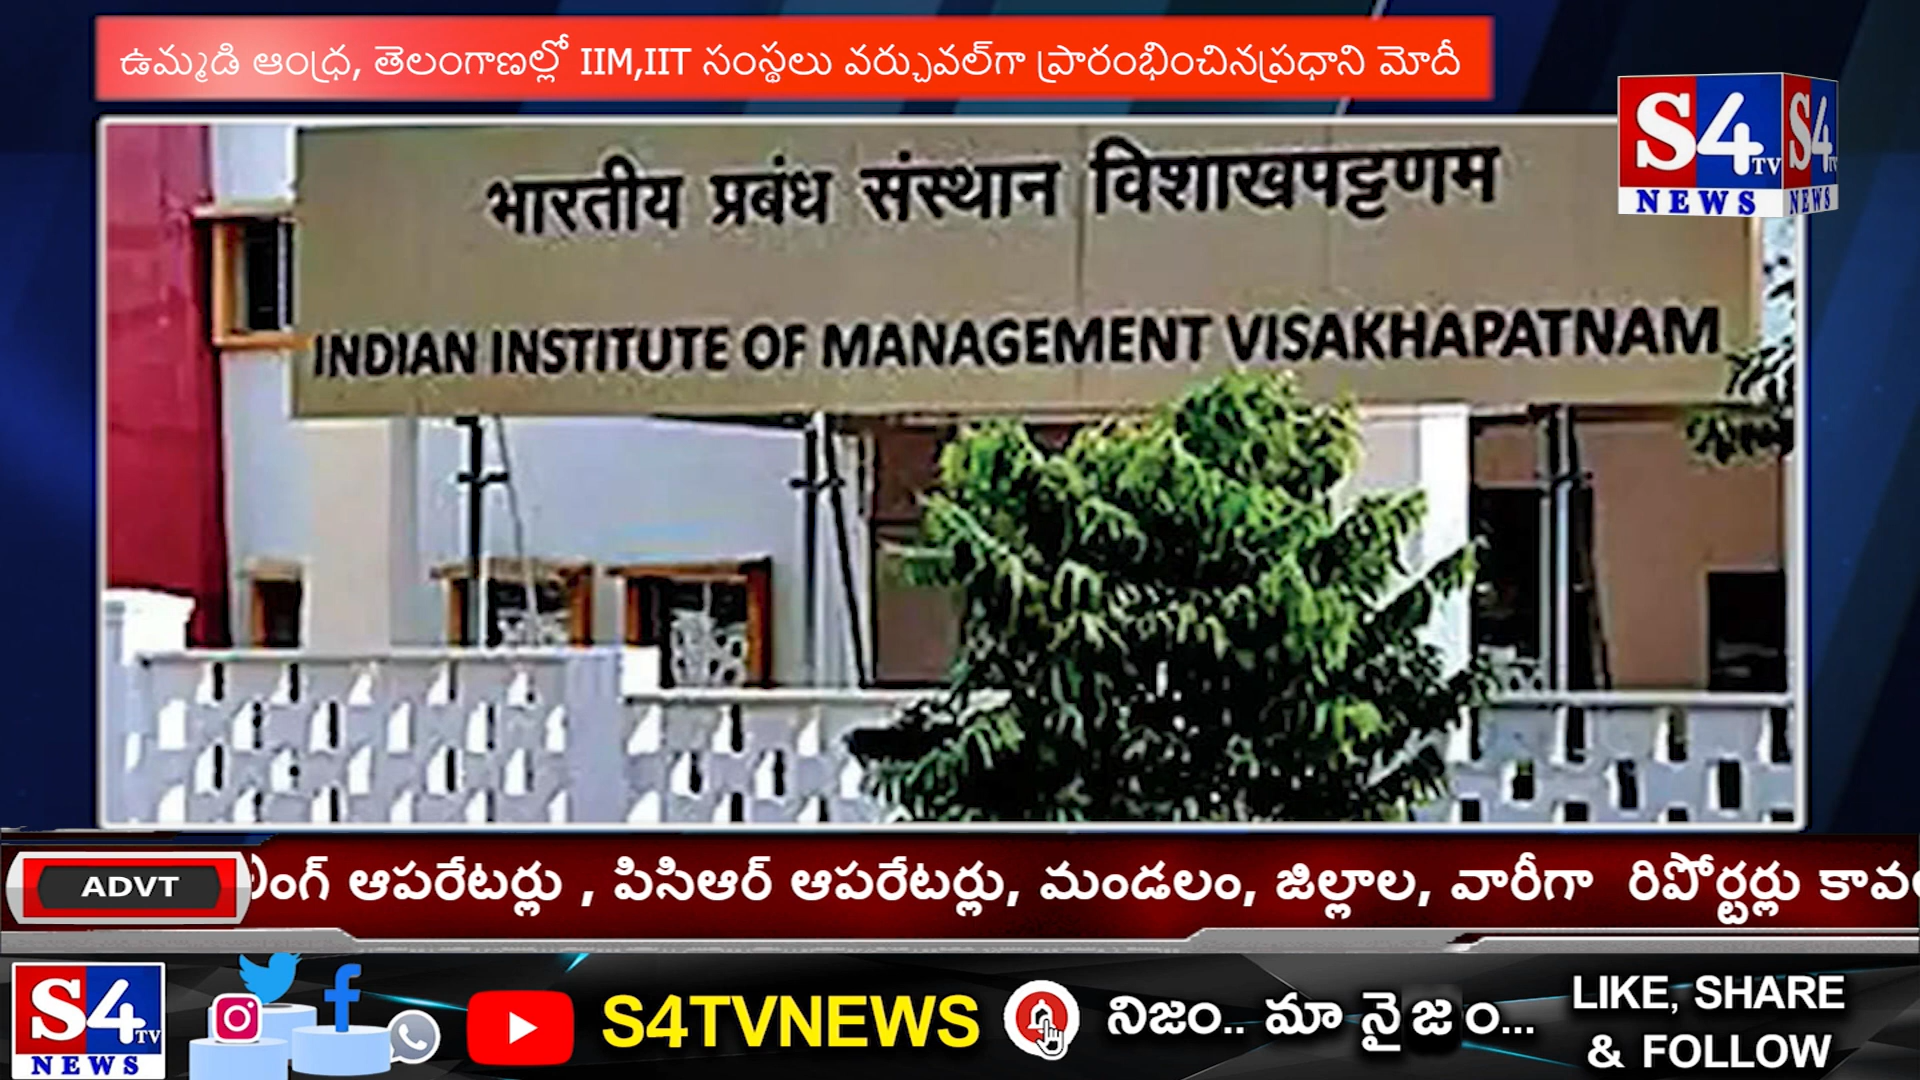 ఉమ్మడి ఆంధ్ర, తెలంగాణల్లో IIM,IIT సంస్థలు వర్చువల్‌గా ప్రారంభించినప్రధాని మోదీ
S4 TV S4 TV
NEWS NEWS
भारतीय प्रबंध संस्थान विशाखपट्टणम
INDIAN INSTITUTE OF MANAGEMENT VISAKHAPATNAM
ADVT ఆపరేటర్లు , పిసిఆర్ ఆపరేటర్లు, మండలం, జిల్లాల, వారీగా రిపోర్టర్లు
S4 TV
NEWS
S4TVNEWS
నిజం.. మా నైజం...
LIKE, SHARE
& FOLLOW